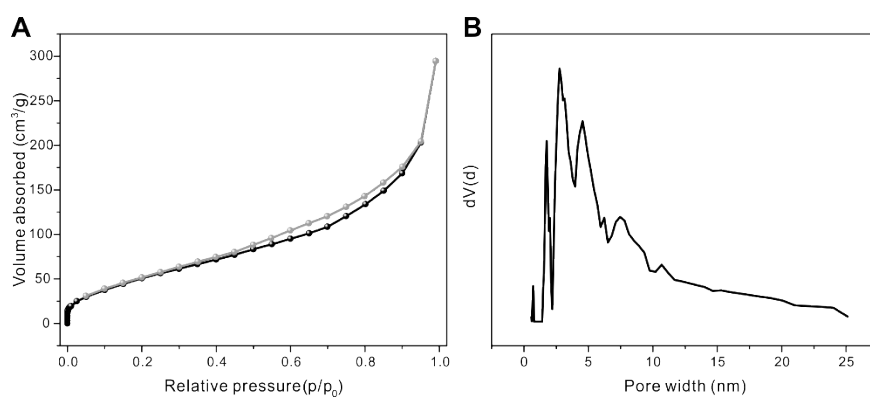 A
B
300
250
200
150
100
50
0
Volume absorbed (cm³/g)
0.0 0.2 0.4 0.6 0.8 1.0
Relative pressure(p/p₀)
dV(d)
0 5 10 15 20 25
Pore width (nm)